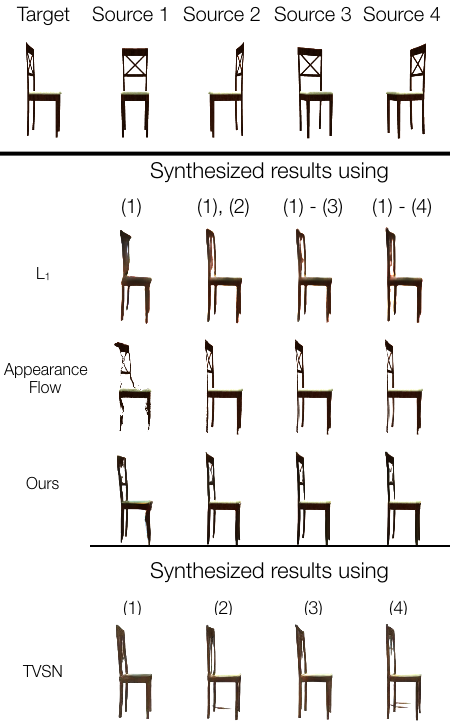 Target Source 1 Source 2 Source 3 Source 4
Synthesized results using
(1) (1), (2) (1) - (3) (1) - (4)
L₁
Appearance
Flow
Ours
Synthesized results using
(1) (2) (3) (4)
TVSN